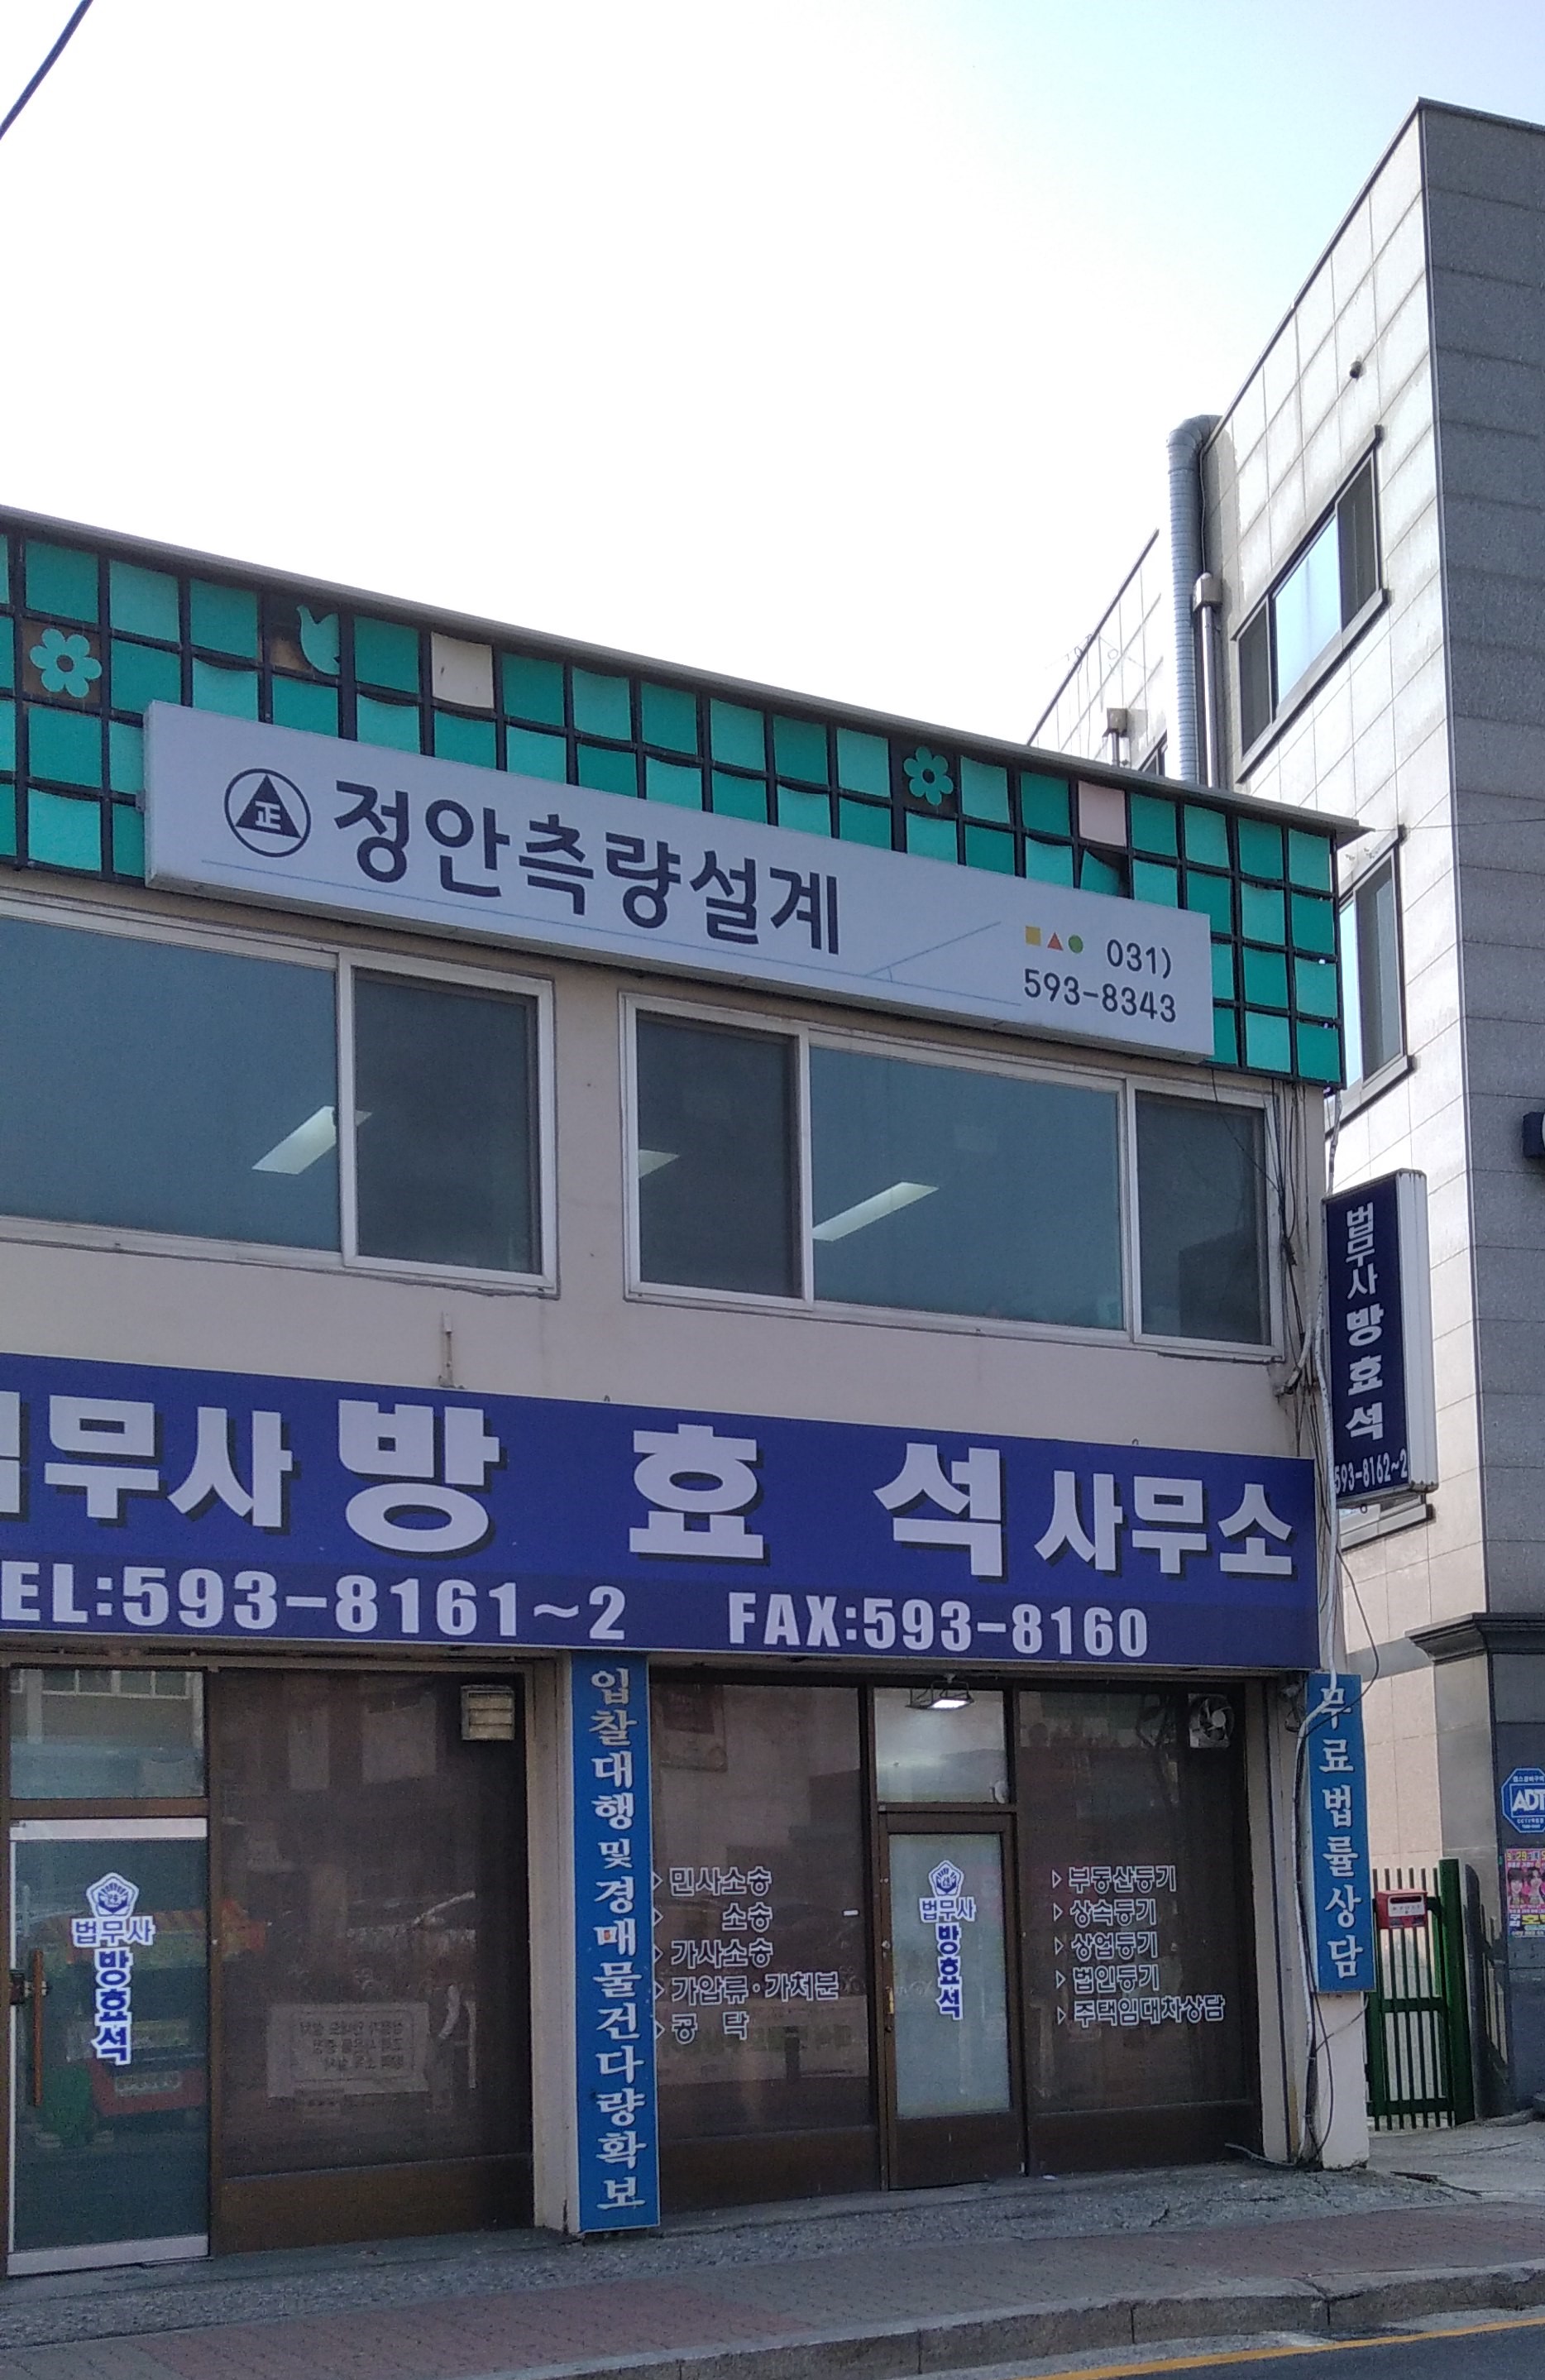 正
정안측량설계
031)
593-8343
법무사
방효석
593-8162~2
무사 방 효 석 사무소
EL:593-8161~2 FAX:593-8160
입찰대행및경매물건다량확보
무료법률상담
법무사
방효석
민사소송
소송
가사소송
가압류·가처분
공 탁
법무사
방효석
부동산등기
상속등기
상업등기
법인등기
주택임대차상담
ADT